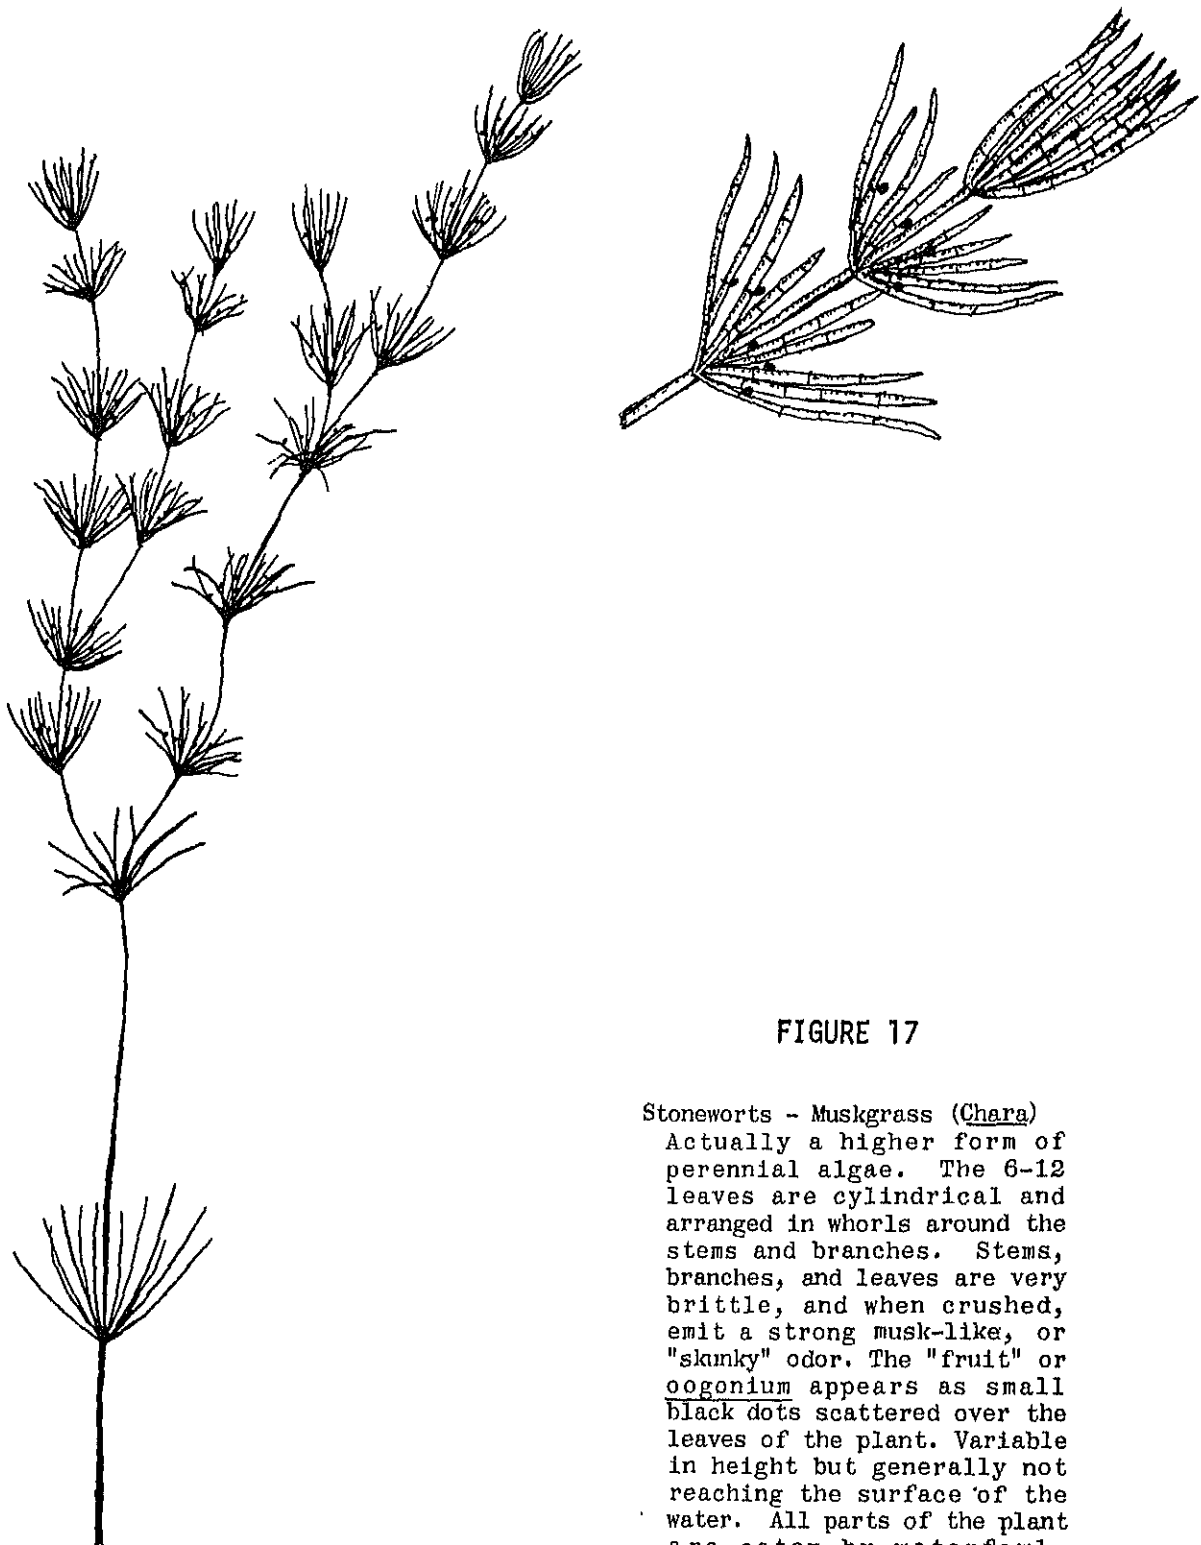 FIGURE 17
Stoneworts - Muskgrass (Chara)
Actually a higher form of
perennial algae. The 6-12
leaves are cylindrical and
arranged in whorls around the
stems and branches. Stems,
branches, and leaves are very
brittle, and when crushed,
emit a strong musk-like, or
"skunky" odor. The "fruit" or
oogonium appears as small
black dots scattered over the
leaves of the plant. Variable
in height but generally not
reaching the surface of the
water. All parts of the plant
are eaten by waterfowl.